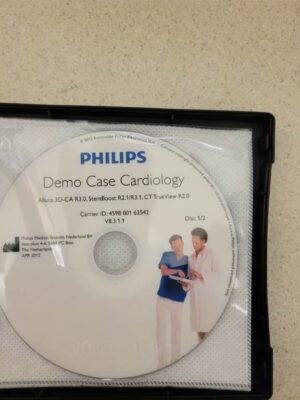 PHILIPS
Demo Case Cardiology
Allura 3D-CA R3.0, StentBoost R2.1/R3.1, CT TrueView R2.0
Carrier ID: 4598 001 63542
V8.3.1.1
Disc 1/2
Philips Medical Systems Nederland BV
The Netherlands
APR 2012